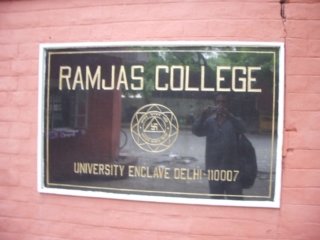 RAMJAS COLLEGE
UNIVERSITY ENCLAVE DELHI-110007